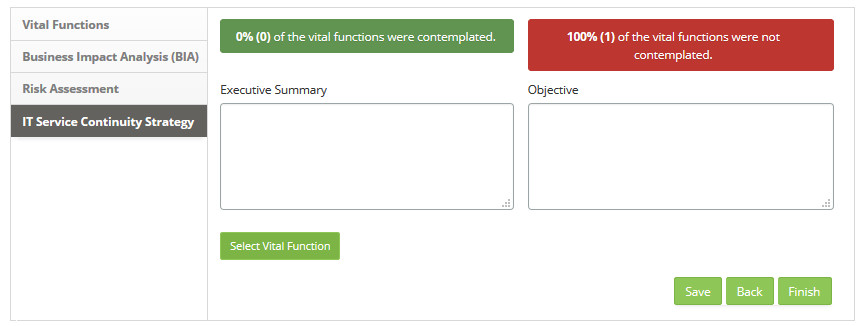 Vital Functions
Business Impact Analysis (BIA)
Risk Assessment
IT Service Continuity Strategy
0% (0) of the vital functions were contemplated.
100% (1) of the vital functions were not
contemplated.
Executive Summary
Objective
Select Vital Function
Save
Back
Finish